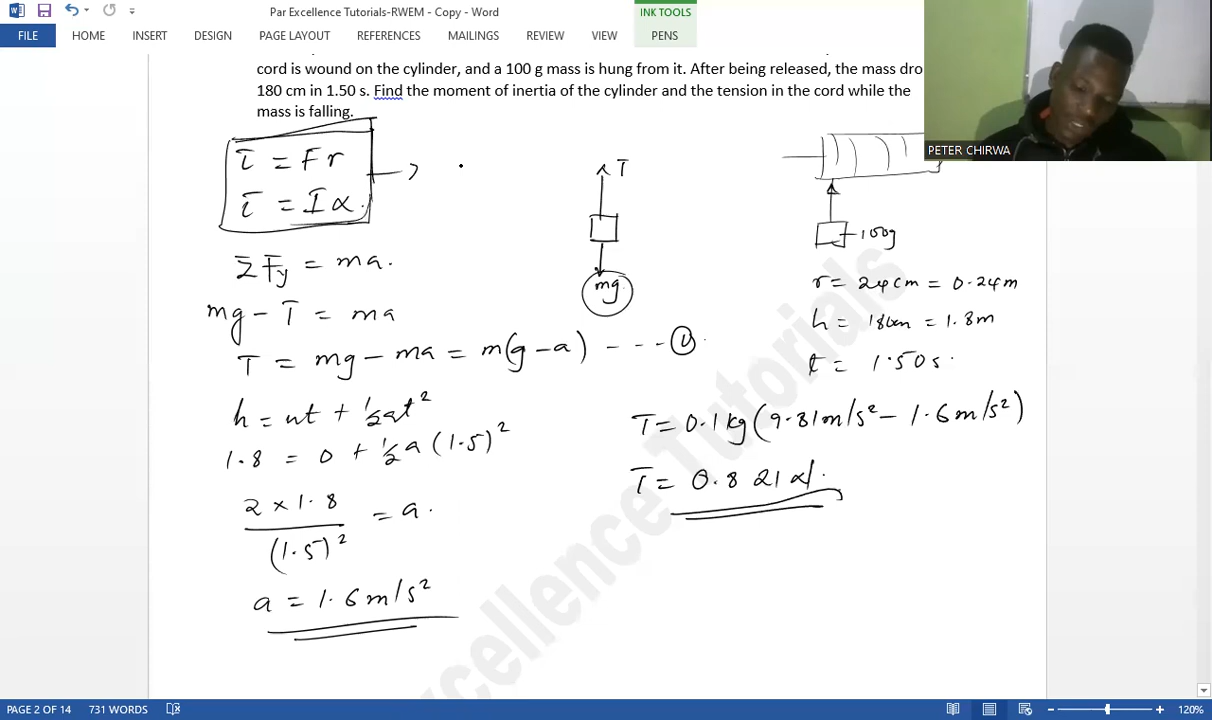 Par Excellence Tutorials-RWEM - Copy - Word
INK TOOLS
FILE HOME INSERT DESIGN PAGE LAYOUT REFERENCES MAILINGS REVIEW VIEW PENS
cord is wound on the cylinder, and a 100 g mass is hung from it. After being released, the mass dro
180 cm in 1.50 s. Find the moment of inertia of the cylinder and the tension in the cord while the
mass is falling.
PETER CHIRWA
τ = Fr
τ = Iα.
T
mg
100g
ΣFy = ma.
mg - T = ma
T = mg - ma = m(g - a) ---- ①
h = ut + ½at²
1.8 = 0 + ½a(1.5)²
2 × 1.8
(1.5)²
= a.
a = 1.6m/s²
r = 24cm = 0.24m
h = 180cm = 1.8m
t = 1.50s.
T = 0.1kg(9.81m/s² - 1.6m/s²)
T = 0.821N.
Excellence Tutorials
PAGE 2 OF 14 731 WORDS 120%